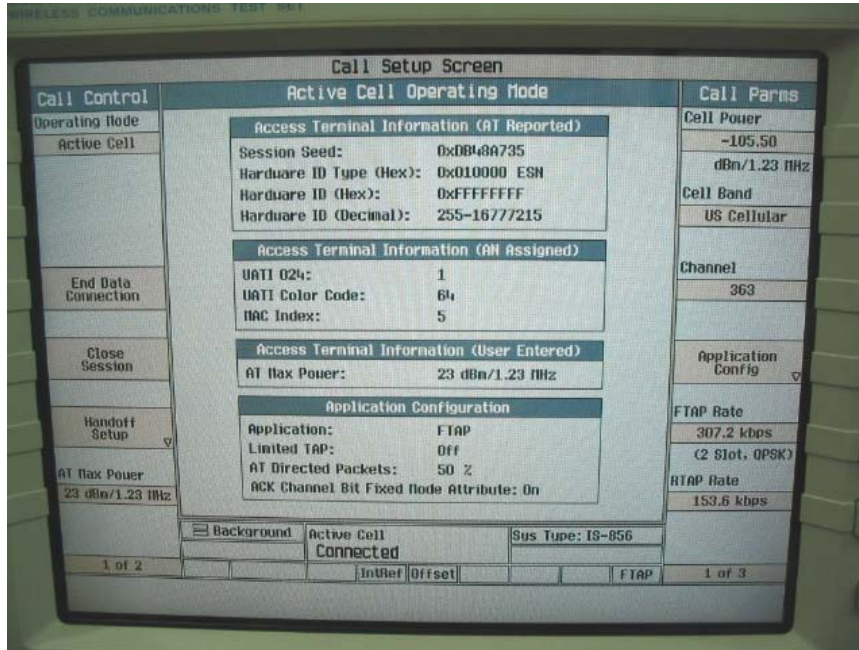 WIRELESS COMMUNICATIONS TEST SET
Call Setup Screen
Call Control
Operating Mode
Active Cell
End Data
Connection
Close
Session
Handoff
Setup
AT Max Power
23 dBm/1.23 MHz
1 of 2
Active Cell Operating Mode
Access Terminal Information (AT Reported)
Session Seed: 0xDB48A735
Hardware ID Type (Hex): 0x010000 ESN
Hardware ID (Hex): 0xFFFFFFFF
Hardware ID (Decimal): 255-16777215
Access Terminal Information (AN Assigned)
UATI 024: 1
UATI Color Code: 64
MAC Index: 5
Access Terminal Information (User Entered)
AT Max Power: 23 dBm/1.23 MHz
Application Configuration
Application: FTAP
Limited TAP: Off
AT Directed Packets: 50 %
ACK Channel Bit Fixed Mode Attribute: On
Background
Active Cell
Connected
Sys Type: IS-856
IntRef Offset FTAP
Call Parms
Cell Power
-105.50
dBm/1.23 MHz
Cell Band
US Cellular
Channel
363
Application
Config
FTAP Rate
307.2 kbps
(2 Slot, QPSK)
RTAP Rate
153.6 kbps
1 of 3